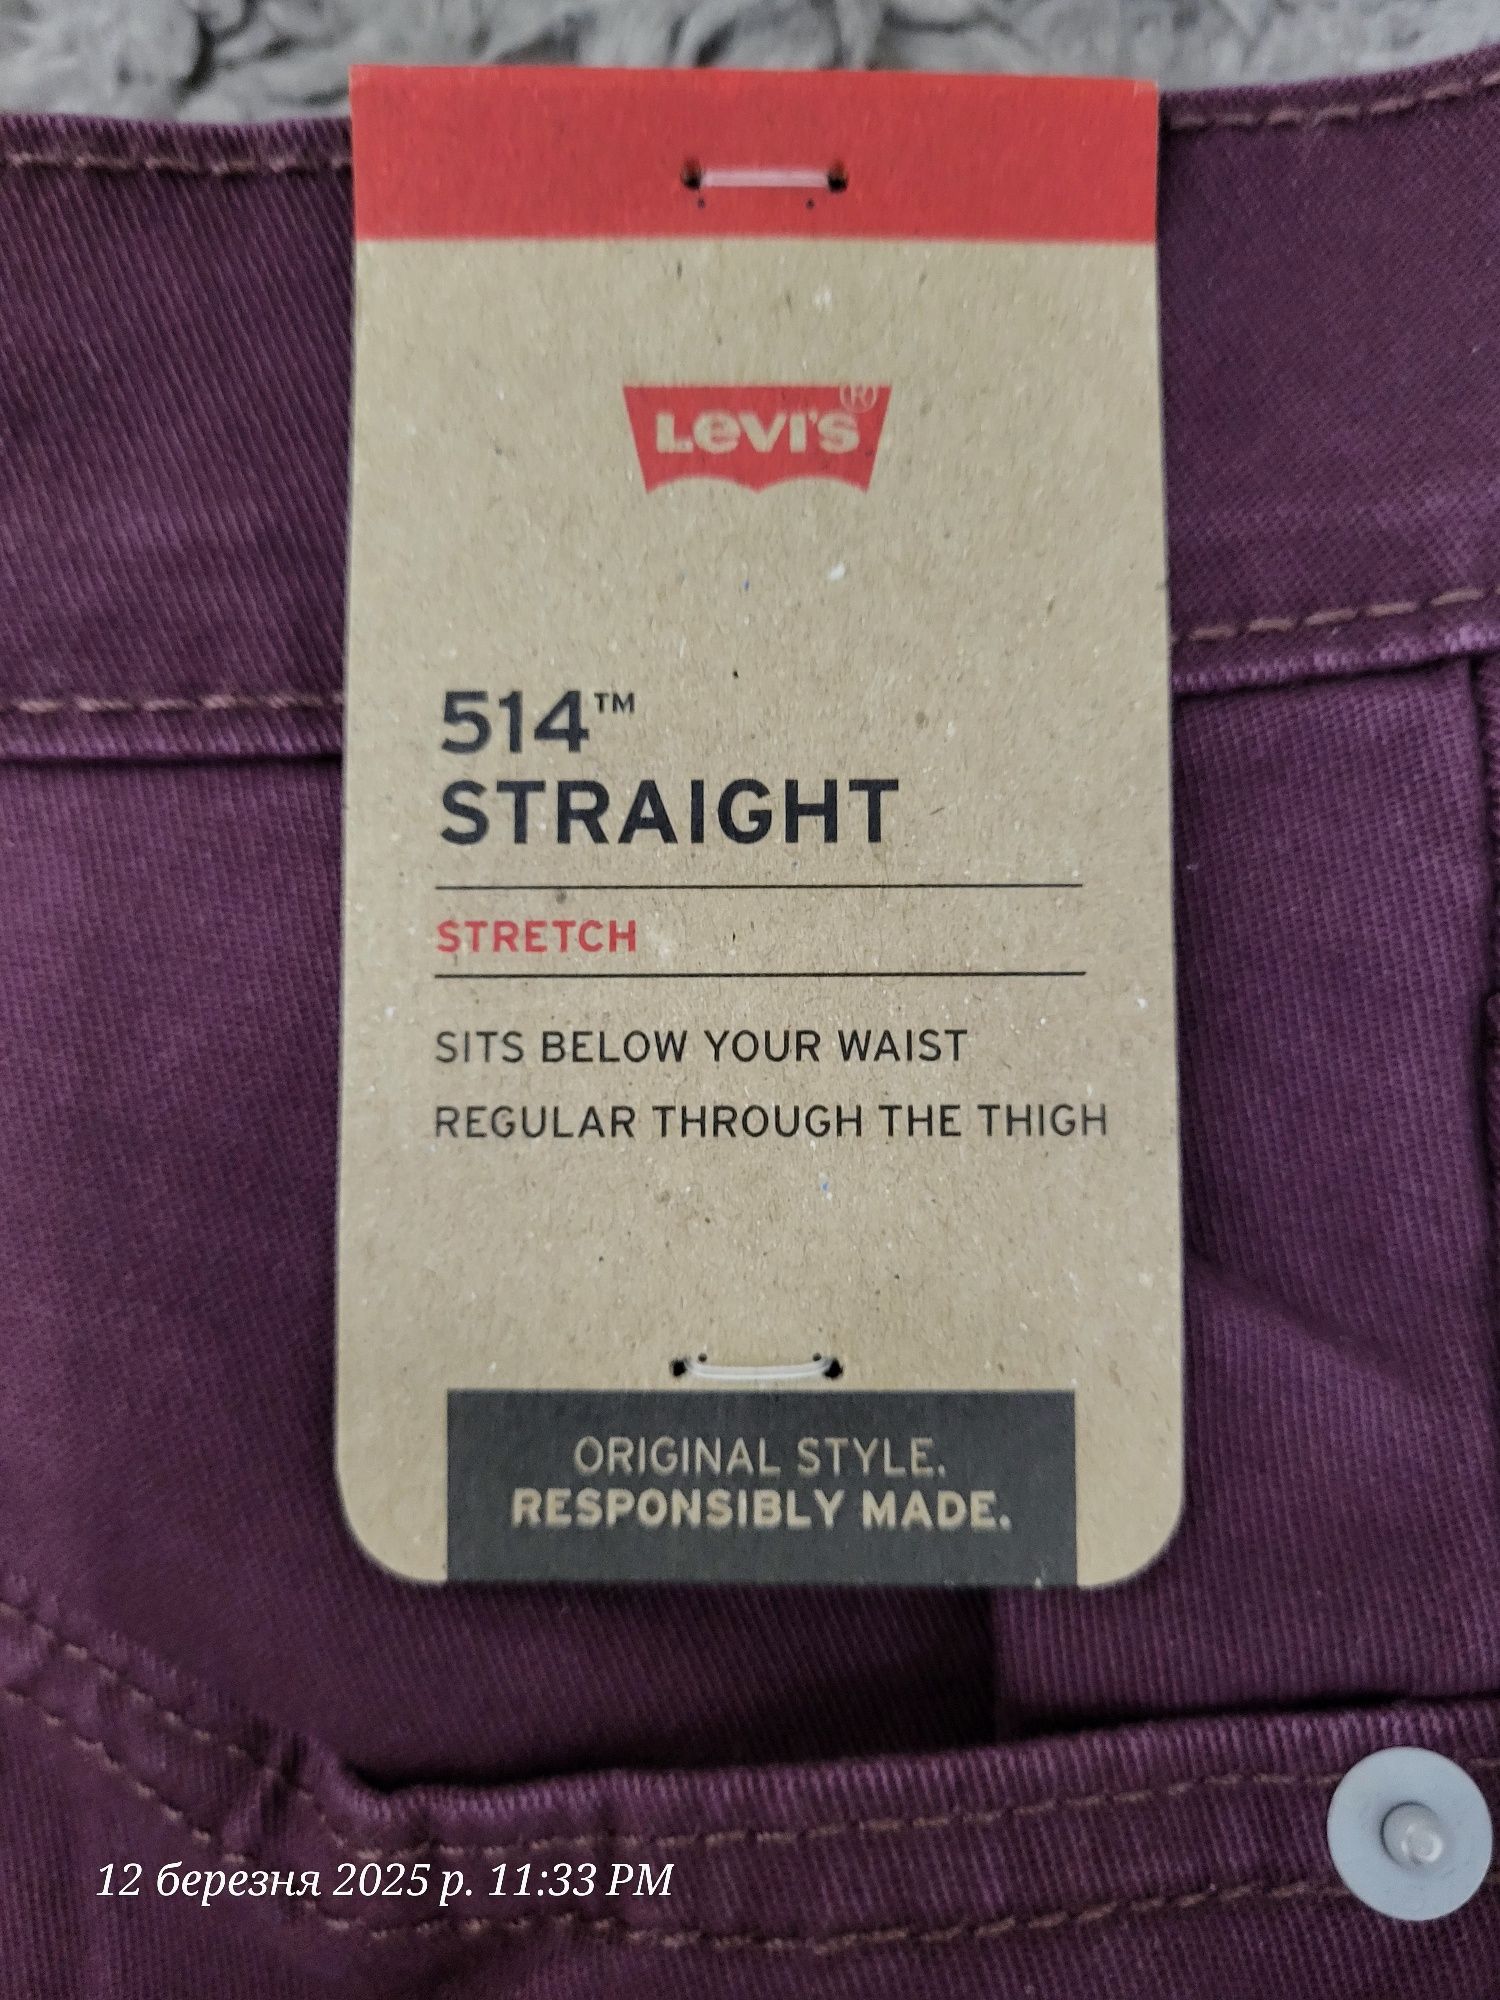 Levi's®
514™
STRAIGHT
STRETCH
SITS BELOW YOUR WAIST
REGULAR THROUGH THE THIGH
ORIGINAL STYLE.
RESPONSIBLY MADE.
12 березня 2025 р. 11:33 PM